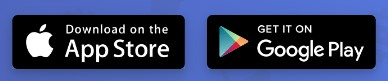 Download on the
App Store
GET IT ON
Google Play